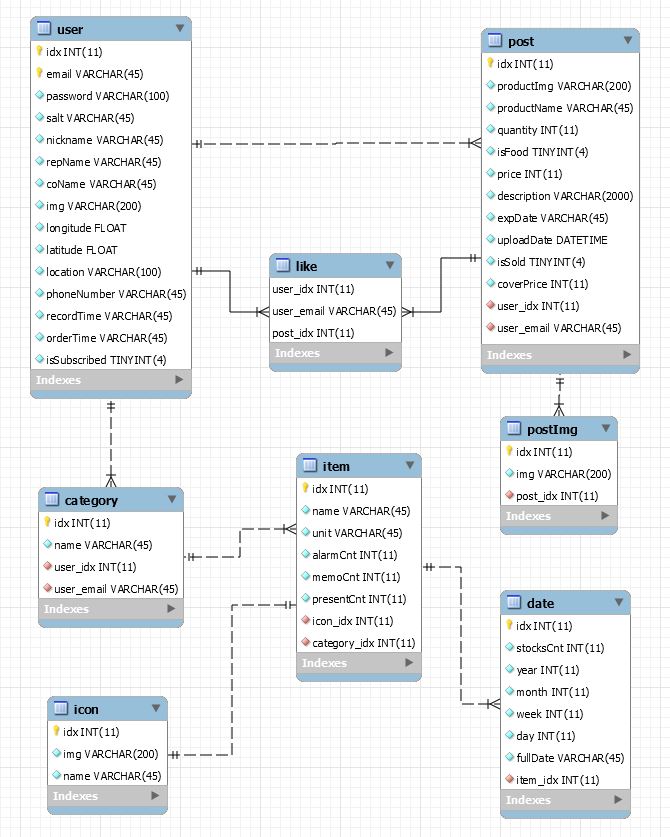 user
idx INT(11)
email VARCHAR(45)
password VARCHAR(100)
salt VARCHAR(45)
nickname VARCHAR(45)
repName VARCHAR(45)
coName VARCHAR(45)
img VARCHAR(200)
longitude FLOAT
latitude FLOAT
location VARCHAR(100)
phoneNumber VARCHAR(45)
recordTime VARCHAR(45)
orderTime VARCHAR(45)
isSubscribed TINYINT(4)
Indexes
post
idx INT(11)
productImg VARCHAR(200)
productName VARCHAR(45)
quantity INT(11)
isFood TINYINT(4)
price INT(11)
description VARCHAR(2000)
expDate VARCHAR(45)
uploadDate DATETIME
isSold TINYINT(4)
coverPrice INT(11)
user_idx INT(11)
user_email VARCHAR(45)
Indexes
like
user_idx INT(11)
user_email VARCHAR(45)
post_idx INT(11)
Indexes
postImg
idx INT(11)
img VARCHAR(200)
post_idx INT(11)
Indexes
category
idx INT(11)
name VARCHAR(45)
user_idx INT(11)
user_email VARCHAR(45)
Indexes
item
idx INT(11)
name VARCHAR(45)
unit VARCHAR(45)
alarmCnt INT(11)
memoCnt INT(11)
presentCnt INT(11)
icon_idx INT(11)
category_idx INT(11)
Indexes
date
idx INT(11)
stocksCnt INT(11)
year INT(11)
month INT(11)
week INT(11)
day INT(11)
fullDate VARCHAR(45)
item_idx INT(11)
Indexes
icon
idx INT(11)
img VARCHAR(200)
name VARCHAR(45)
Indexes